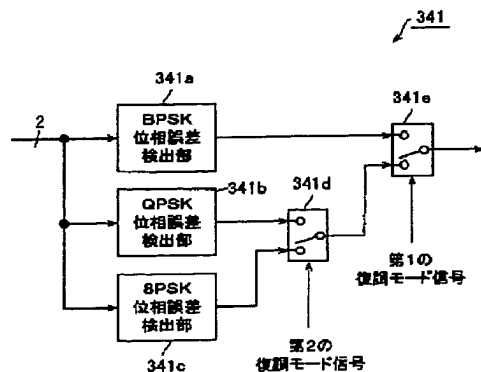 341
341a
2
BPSK
位相誤差
検出部
341e
341b
QPSK
位相誤差
検出部
341d
8PSK
位相誤差
検出部
341c
第1の
復調モード信号
第2の
復調モード信号